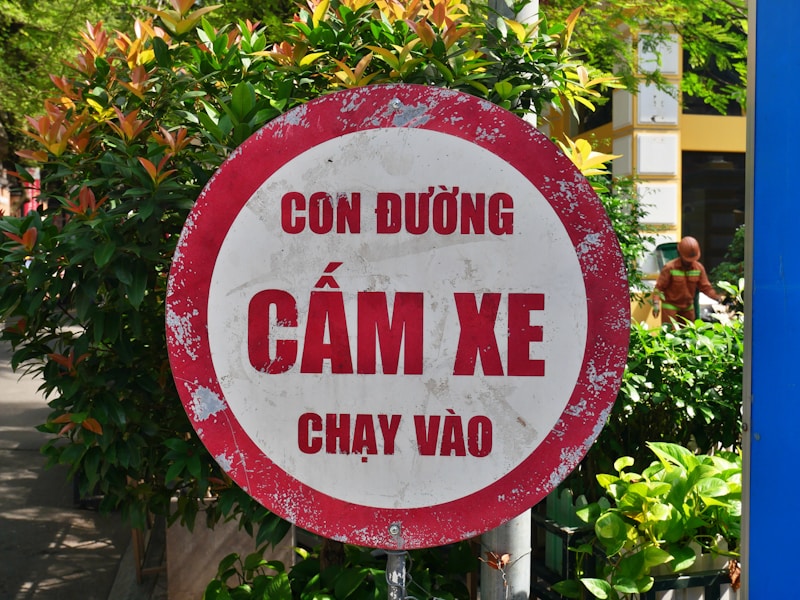 CON ĐƯỜNG
CẤM XE
CHẠY VÀO